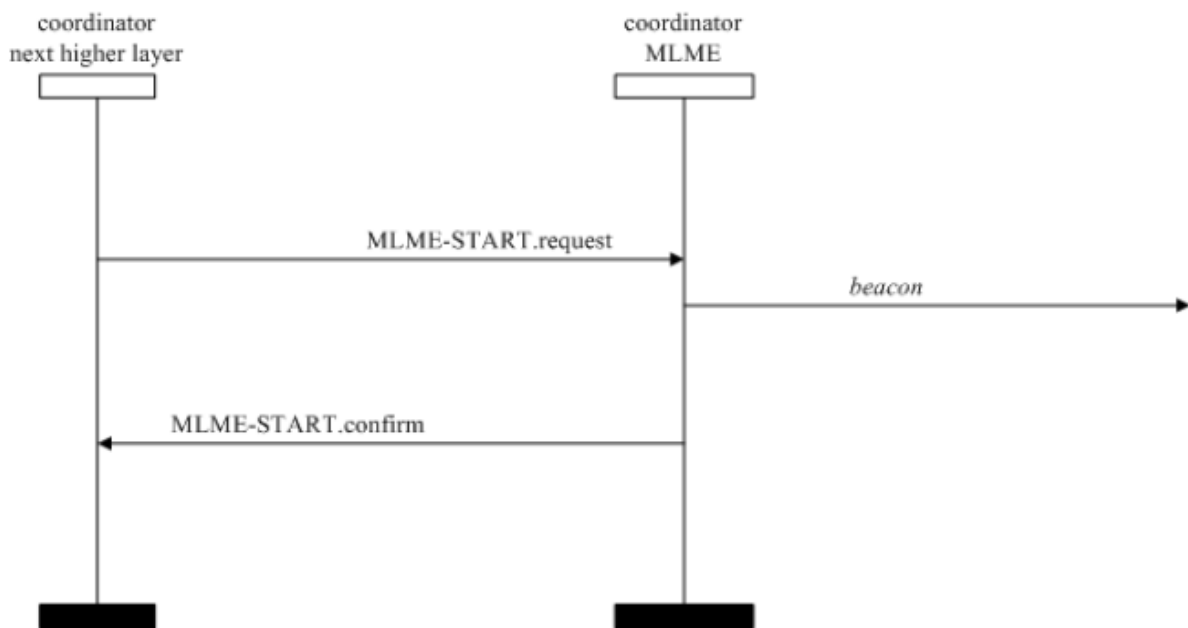 coordinator
next higher layer
coordinator
MLME
MLME-START.request
beacon
MLME-START.confirm